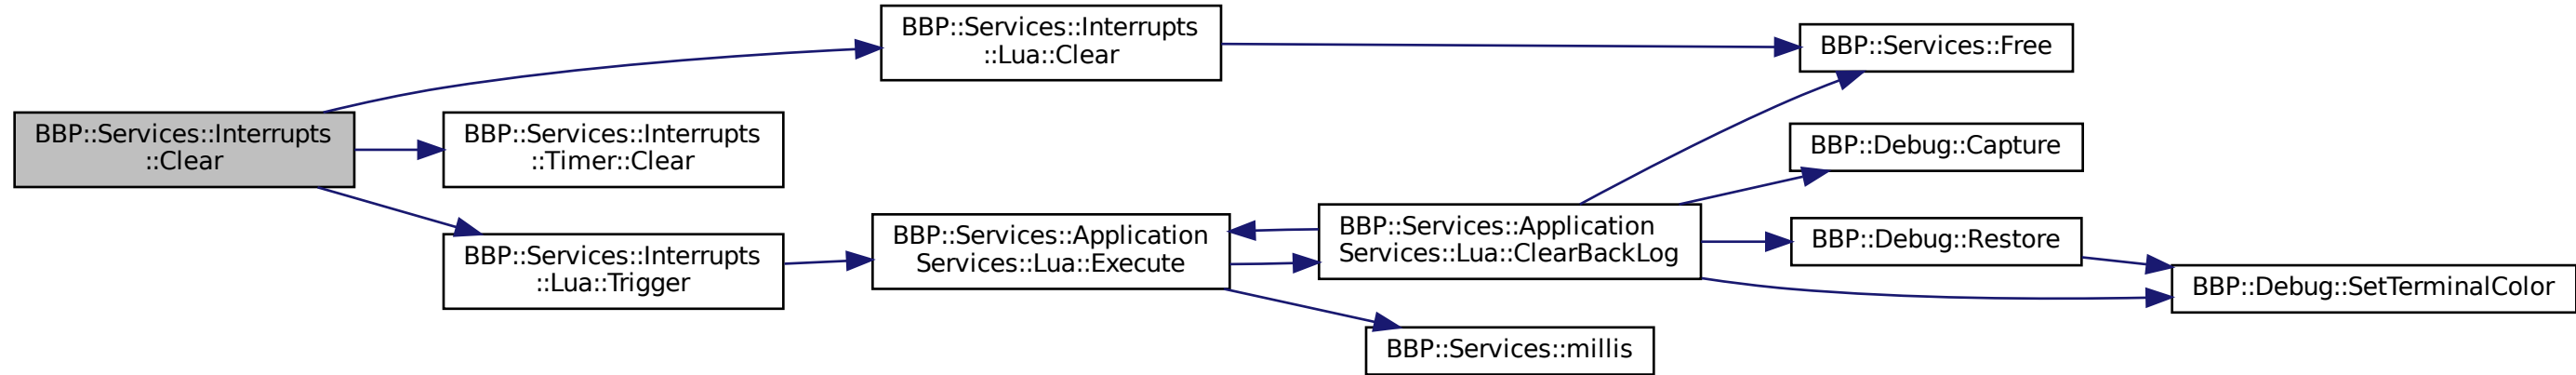 BBP::Services::Interrupts
::Clear
BBP::Services::Interrupts
::Lua::Clear
BBP::Services::Interrupts
::Timer::Clear
BBP::Services::Interrupts
::Lua::Trigger
BBP::Services::Application
Services::Lua::Execute
BBP::Services::Application
Services::Lua::ClearBackLog
BBP::Services::millis
BBP::Services::Free
BBP::Debug::Capture
BBP::Debug::Restore
BBP::Debug::SetTerminalColor